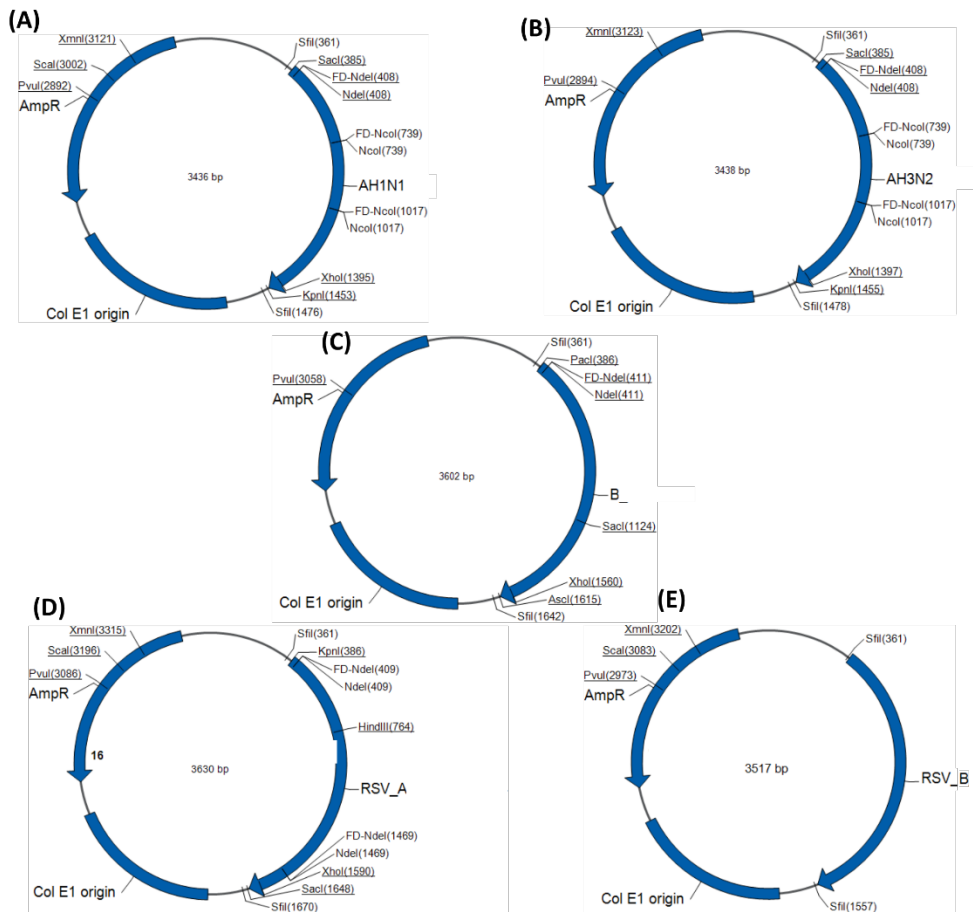 (A)
XmnI(3121)
ScaI(3002)
PvuI(2892)
AmpR
SfiI(361)
SacI(385)
FD-NdeI(408)
NdeI(408)
FD-NcoI(739)
NcoI(739)
3436 bp
AH1N1
FD-NcoI(1017)
NcoI(1017)
XhoI(1395)
KpnI(1453)
SfiI(1476)
Col E1 origin
(B)
XmnI(3123)
PvuI(2894)
AmpR
SfiI(361)
SacI(385)
FD-NdeI(408)
NdeI(408)
FD-NcoI(739)
NcoI(739)
3438 bp
AH3N2
FD-NcoI(1017)
NcoI(1017)
XhoI(1397)
KpnI(1455)
SfiI(1478)
Col E1 origin
(C)
PvuI(3058)
AmpR
SfiI(361)
PacI(386)
FD-NdeI(411)
NdeI(411)
3602 bp
B_
SacI(1124)
XhoI(1560)
AscI(1615)
SfiI(1642)
Col E1 origin
(D)
XmnI(3315)
ScaI(3196)
PvuI(3086)
AmpR
16
SfiI(361)
KpnI(386)
FD-NdeI(409)
NdeI(409)
HindIII(764)
3630 bp
RSV_A
FD-NdeI(1469)
NdeI(1469)
XhoI(1590)
SacI(1648)
SfiI(1670)
Col E1 origin
(E)
XmnI(3202)
ScaI(3083)
PvuI(2973)
AmpR
SfiI(361)
3517 bp
RSV_B
SfiI(1557)
Col E1 origin